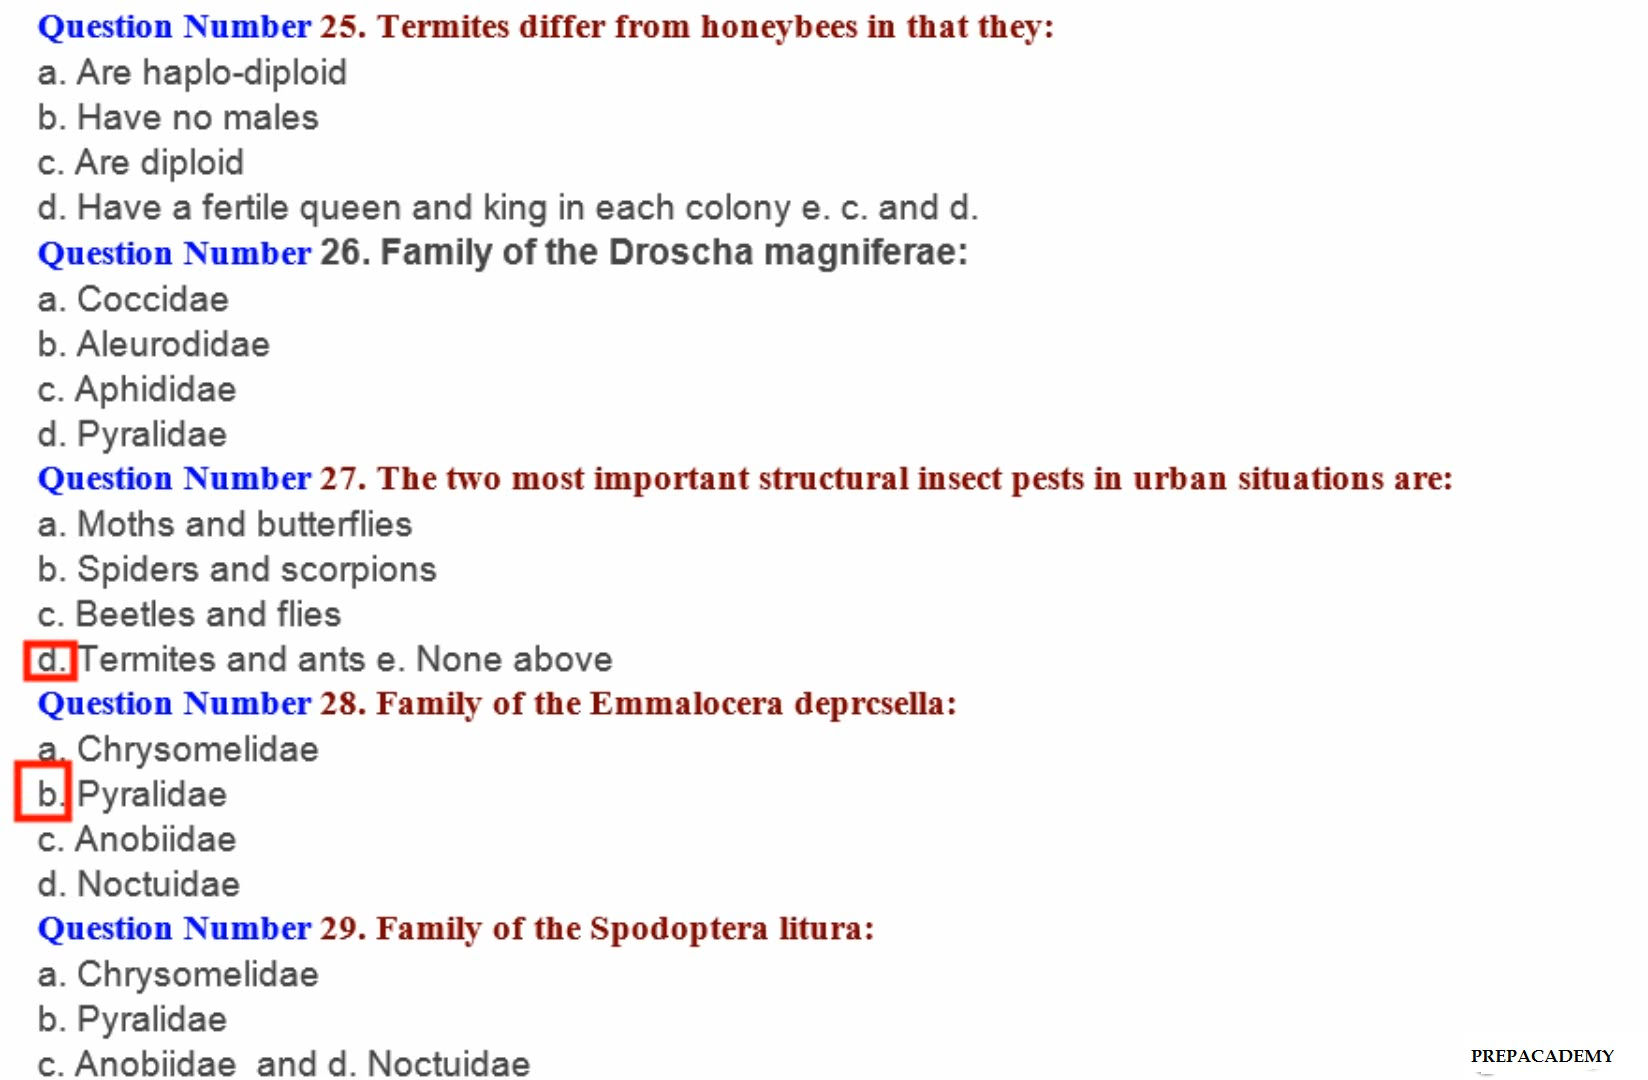 Question Number 25. Termites differ from honeybees in that they:
a. Are haplo-diploid
b. Have no males
c. Are diploid
d. Have a fertile queen and king in each colony e. c. and d.
Question Number 26. Family of the Droscha magniferae:
a. Coccidae
b. Aleurodidae
c. Aphididae
d. Pyralidae
Question Number 27. The two most important structural insect pests in urban situations are:
a. Moths and butterflies
b. Spiders and scorpions
c. Beetles and flies
d. Termites and ants e. None above
Question Number 28. Family of the Emmalocera deprcsella:
a. Chrysomelidae
b. Pyralidae
c. Anobiidae
d. Noctuidae
Question Number 29. Family of the Spodoptera litura:
a. Chrysomelidae
b. Pyralidae
c. Anobiidae and d. Noctuidae
PREPACADEMY